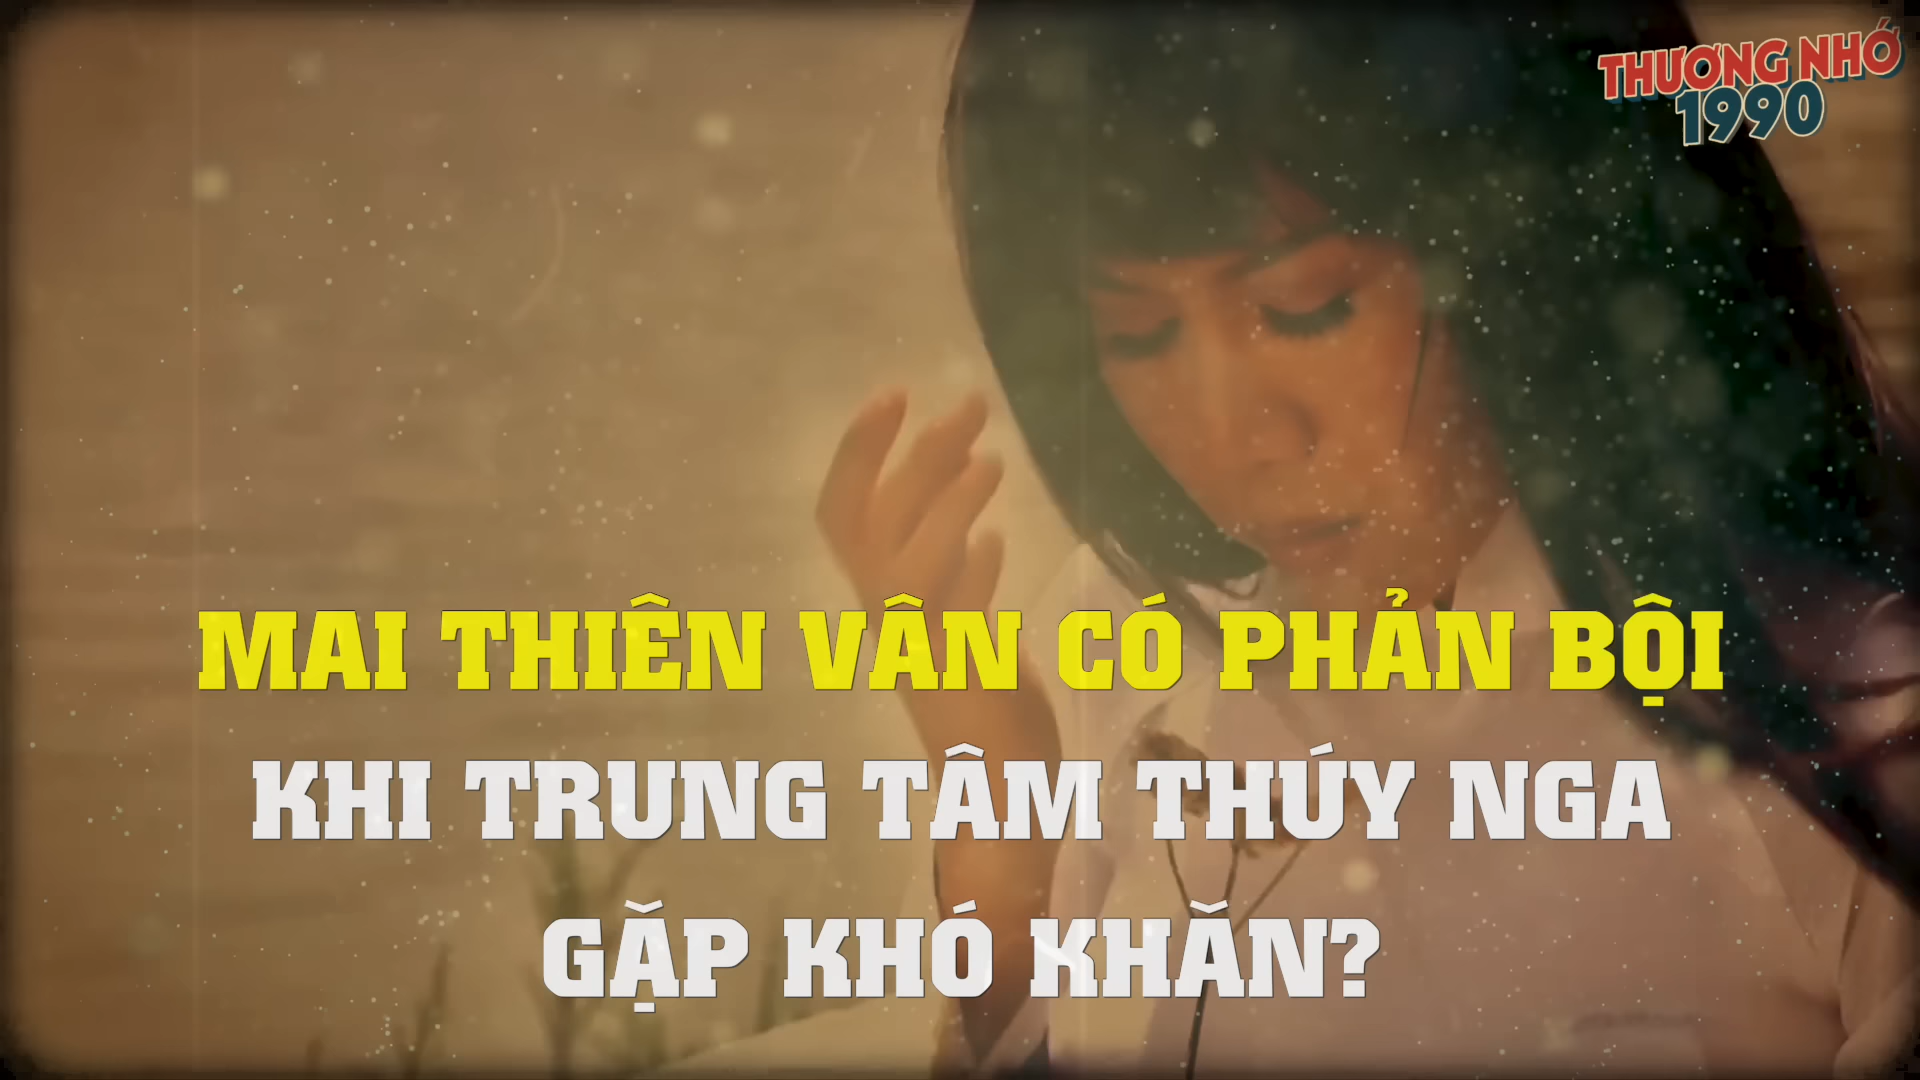 THƯƠNG NHỚ
1990
MAI THIÊN VÂN CÓ PHẢN BỘI
KHI TRUNG TÂM THÚY NGA
GẶP KHÓ KHĂN?